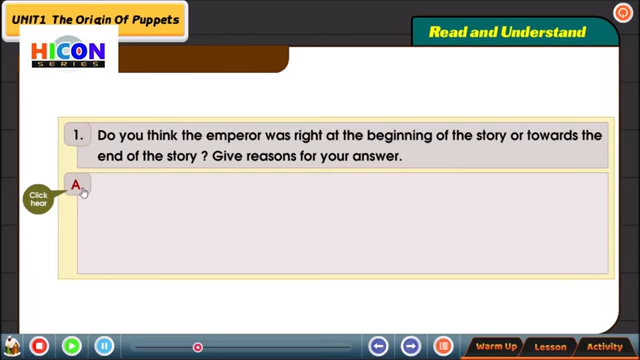 UNIT1 The Origin Of Puppets
HICON
SERIES
Read and Understand
1. Do you think the emperor was right at the beginning of the story or towards the
end of the story ? Give reasons for your answer.
A.
Click
hear
Warm Up
Lesson
Activity